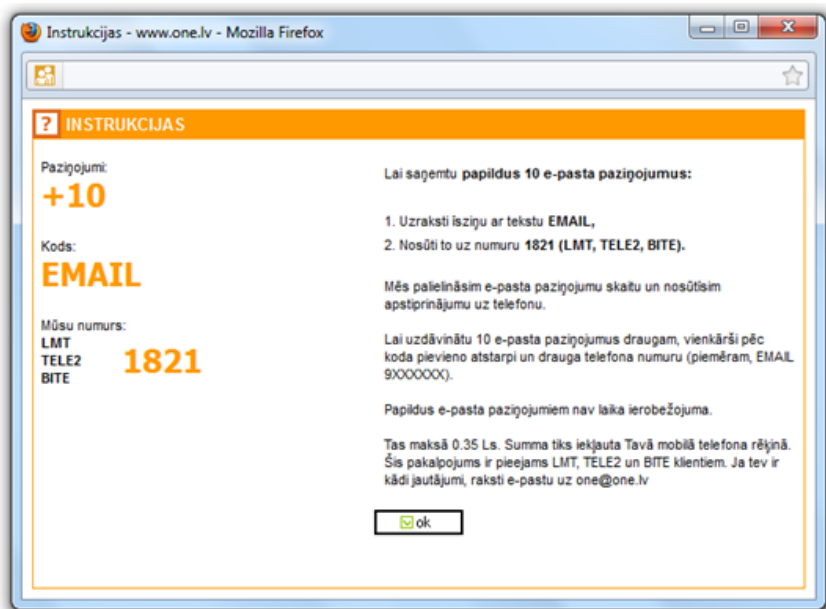 Instrukcijas - www.one.lv - Mozilla Firefox
? INSTRUKCIJAS
Paziņojumi:
+10
Kods:
EMAIL
Mūsu numurs:
LMT
TELE2
BITE
1821
Lai saņemtu papildus 10 e-pasta paziņojumus:
1. Uzraksti īsziņu ar tekstu EMAIL,
2. Nosūti to uz numuru 1821 (LMT, TELE2, BITE).
Mēs palielināsim e-pasta paziņojumu skaitu un nosūtīsim
apstiprinājumu uz telefonu.
Lai uzdāvinātu 10 e-pasta paziņojumus draugam, vienkārši pēc
koda pievieno atstarpi un drauga telefona numuru (piemēram, EMAIL
9XXXXXX).
Papildus e-pasta paziņojumiem nav laika ierobežojuma.
Tas maksā 0.35 Ls. Summa tiks iekļauta Tavā mobilā telefona rēķinā.
Šis pakalpojums ir pieejams LMT, TELE2 un BITE klientiem. Ja tev ir
kādi jautājumi, raksti e-pastu uz one@one.lv
ok